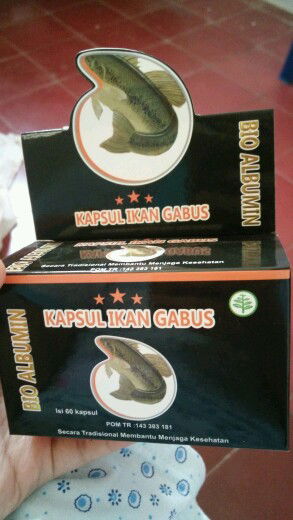 BIO ALBUMIN
KAPSUL IKAN GABUS
Secara Tradisional Membantu Menjaga Kesehatan
POM TR :143 383 181
BIO ALBUMIN
KAPSUL IKAN GABUS
Isi 60 kapsul
POM TR :143 383 181
Secara Tradisional Membantu Menjaga Kesehatan